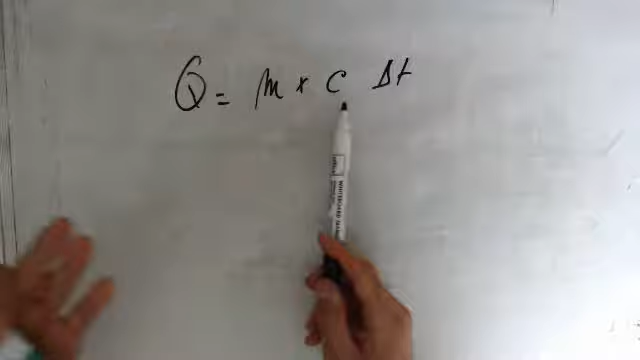 Q = m × c Δt